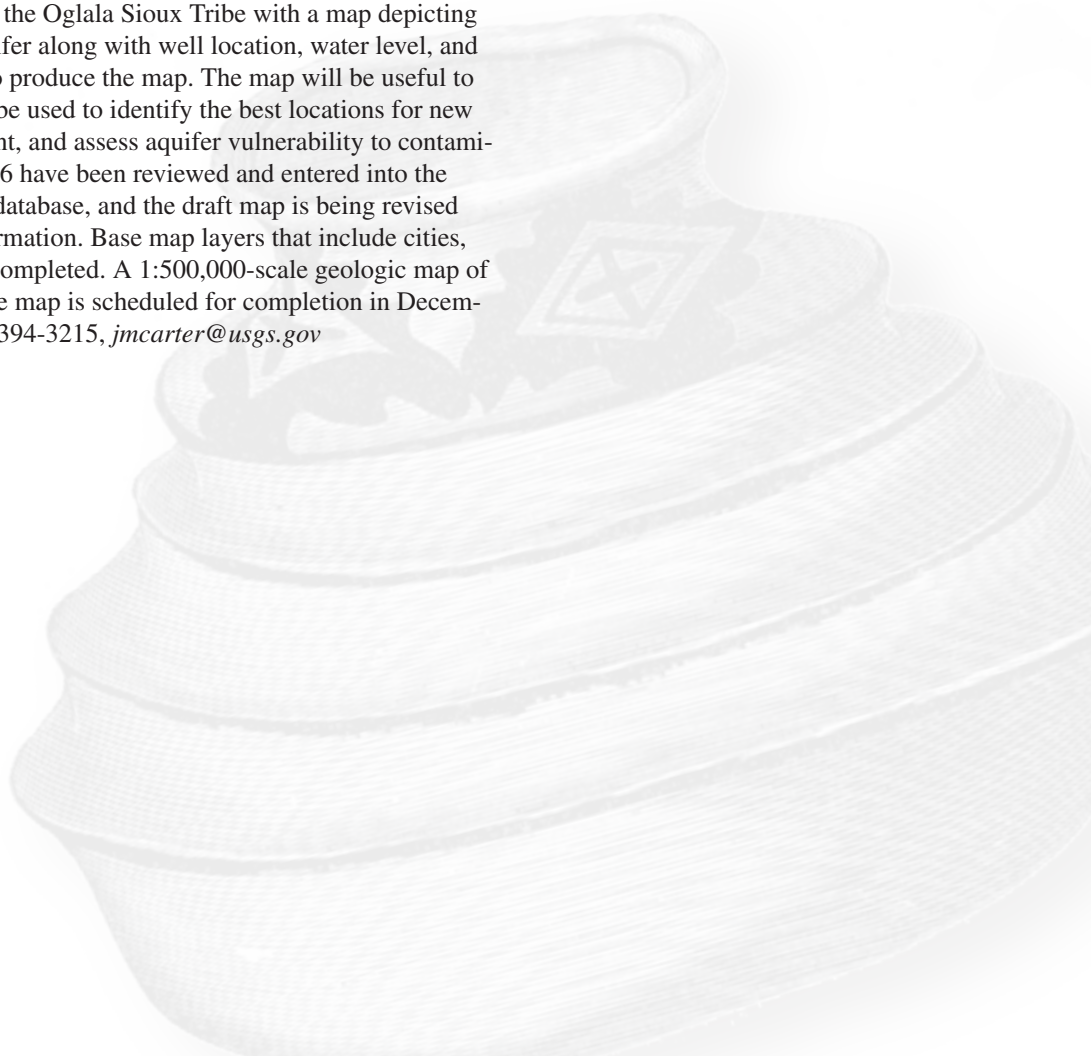 the Oglala Sioux Tribe with a map depicting
ifer along with well location, water level, and
produce the map. The map will be useful to
be used to identify the best locations for new
nt, and assess aquifer vulnerability to contami-
6 have been reviewed and entered into the
database, and the draft map is being revised
rmation. Base map layers that include cities,
ompleted. A 1:500,000-scale geologic map of
e map is scheduled for completion in Decem-
394-3215, jmcarter@usgs.gov